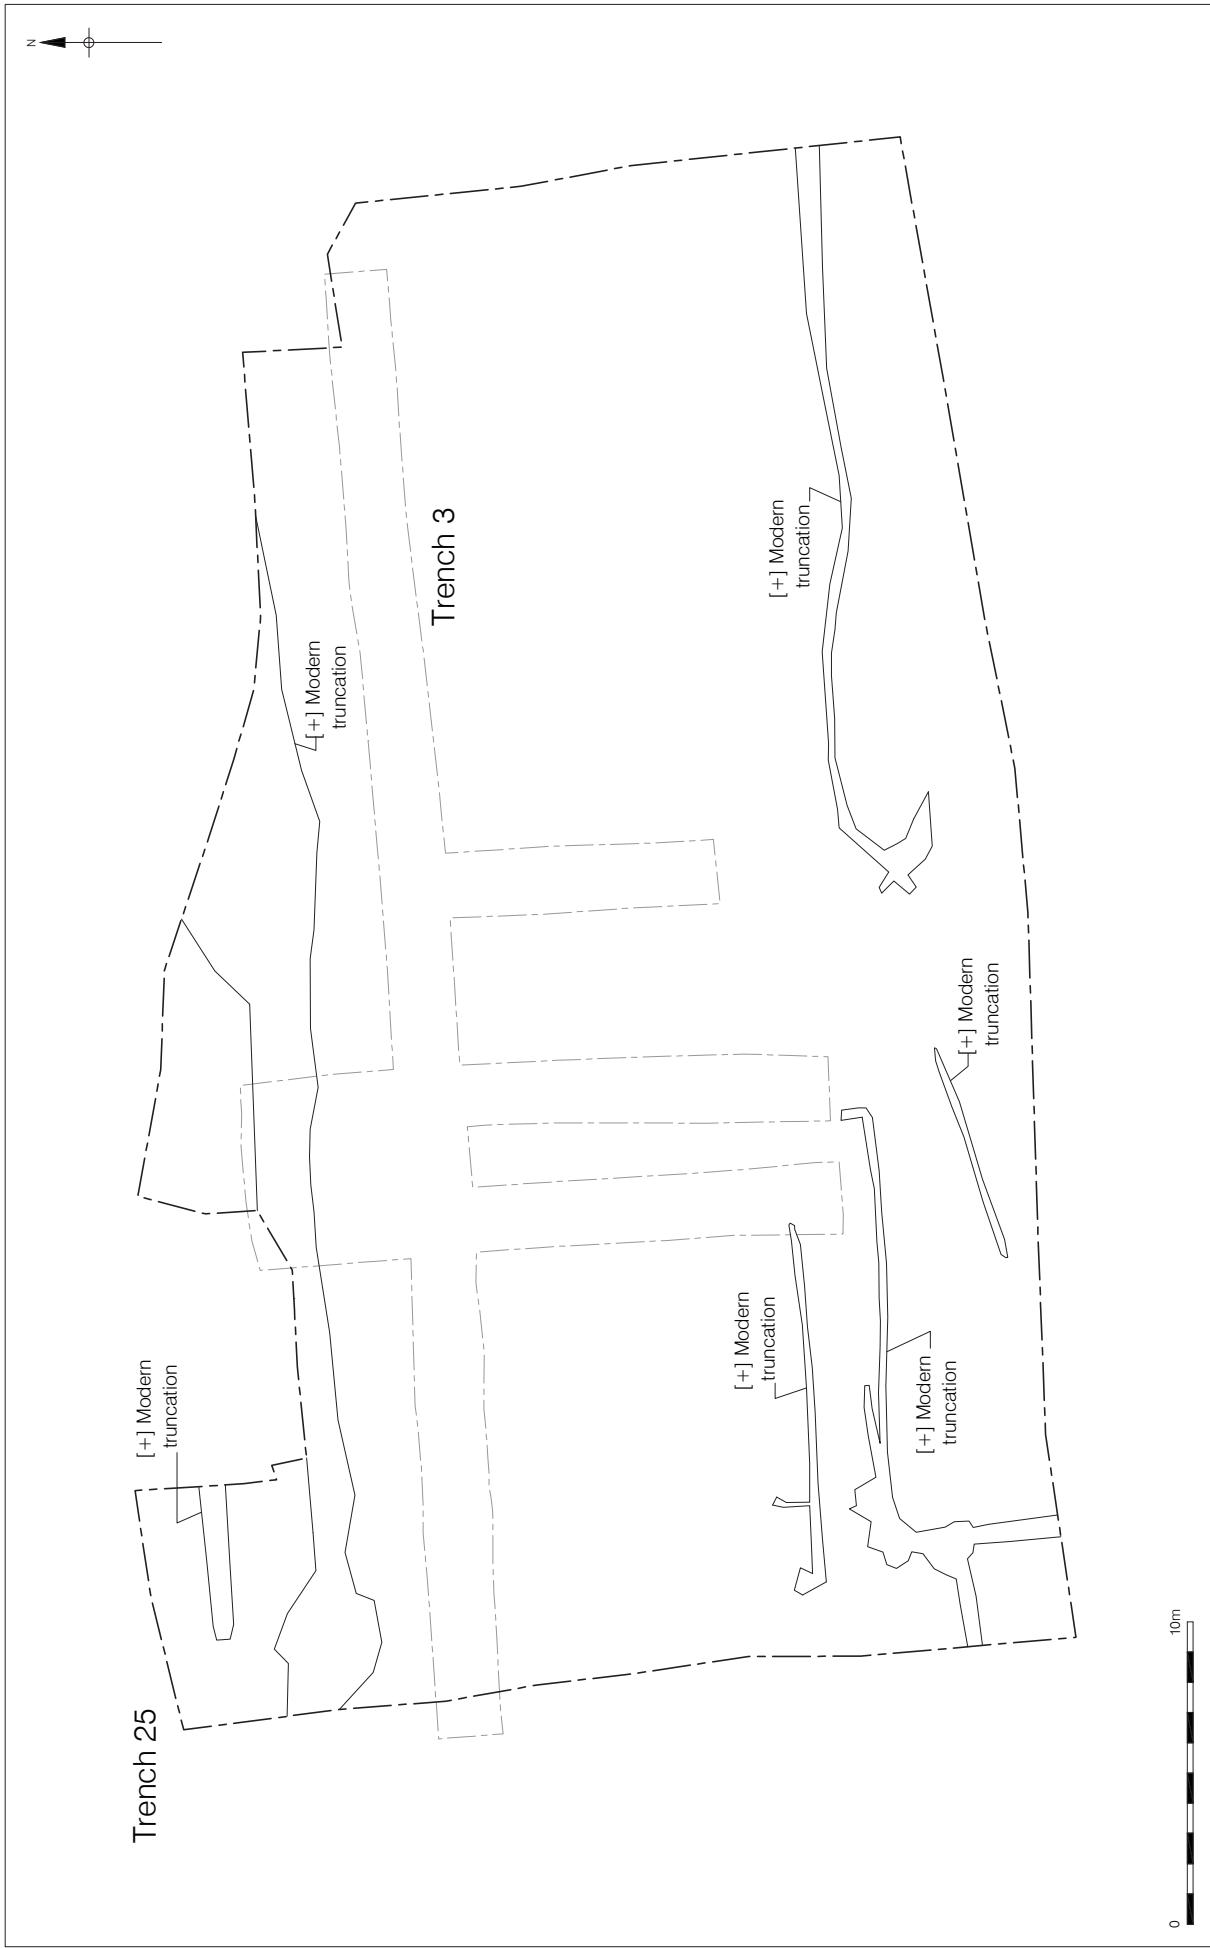 N
Trench 25
[+] Modern
truncation
[+] Modern
truncation
Trench 3
[+] Modern
truncation
[+] Modern
truncation
[+] Modern
truncation
[+] Modern
truncation
0
10m